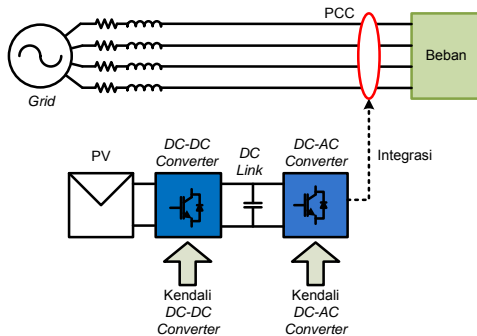 PCC
Grid
Beban
PV
DC-DC
Converter
DC
Link
DC-AC
Converter
Integrasi
Kendali
DC-DC
Converter
Kendali
DC-AC
Converter